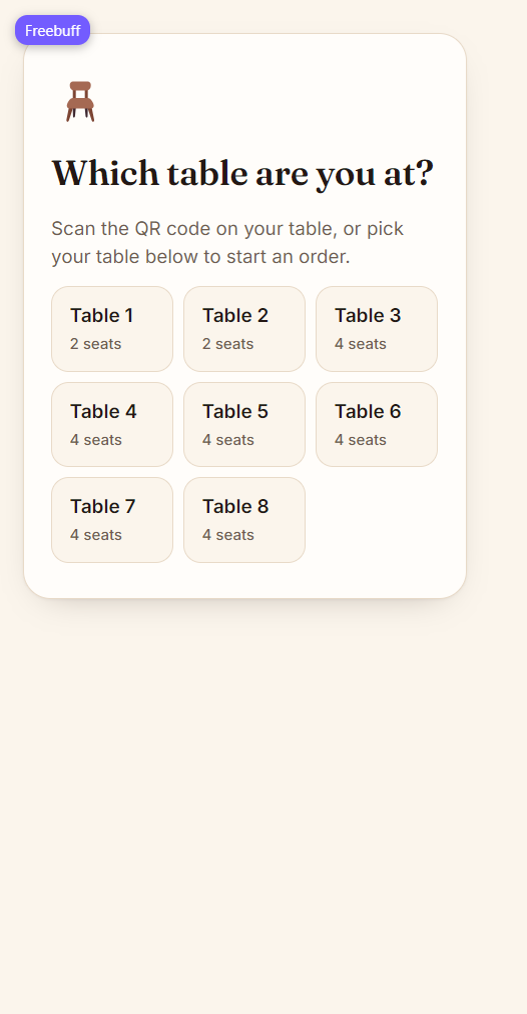 Freebuff
Which table are you at?
Scan the QR code on your table, or pick
your table below to start an order.
Table 1
2 seats
Table 2
2 seats
Table 3
4 seats
Table 4
4 seats
Table 5
4 seats
Table 6
4 seats
Table 7
4 seats
Table 8
4 seats